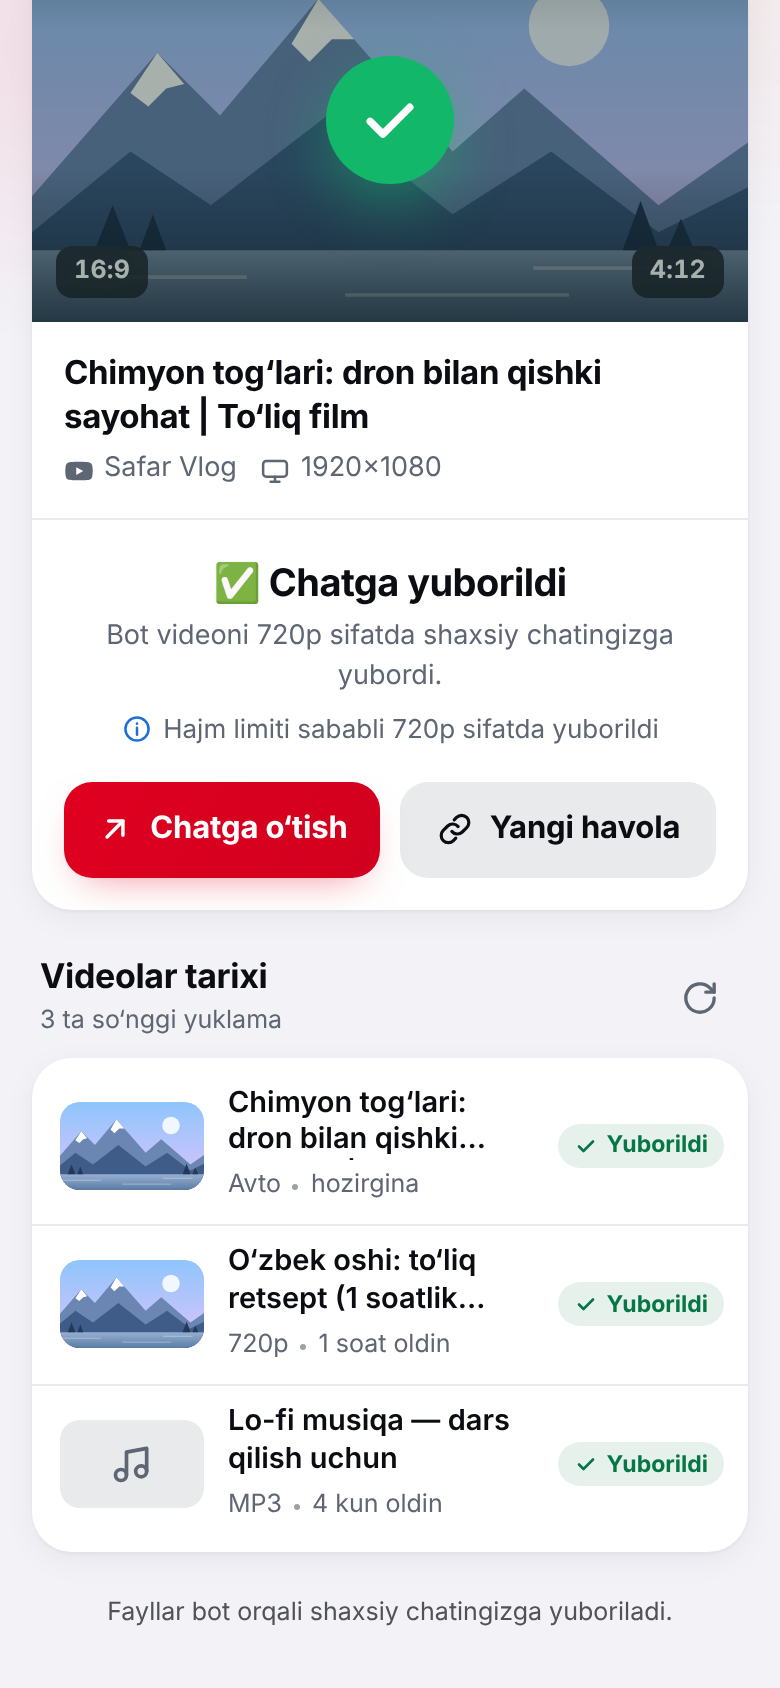 16:9
4:12
Chimyon tog‘lari: dron bilan qishki
sayohat | To‘liq film
Safar Vlog 1920×1080
✅ Chatga yuborildi
Bot videoni 720p sifatda shaxsiy chatingizga
yubordi.
Hajm limiti sababli 720p sifatda yuborildi
Chatga o‘tish
Yangi havola
Videolar tarixi
3 ta so‘nggi yuklama
Chimyon tog‘lari:
dron bilan qishki...
Avto • hozirgina
Yuborildi
O‘zbek oshi: to‘liq
retsept (1 soatlik...
720p • 1 soat oldin
Yuborildi
Lo-fi musiqa — dars
qilish uchun
MP3 • 4 kun oldin
Yuborildi
Fayllar bot orqali shaxsiy chatingizga yuboriladi.